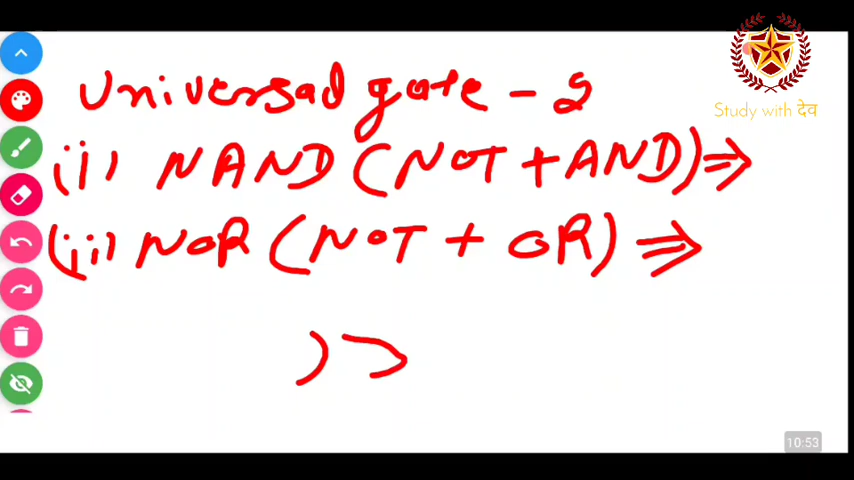 Study with देव
Universal gate - 2
(i) NAND (NOT + AND) ⇒
(ii) NOR (NOT + OR) ⇒
10:53